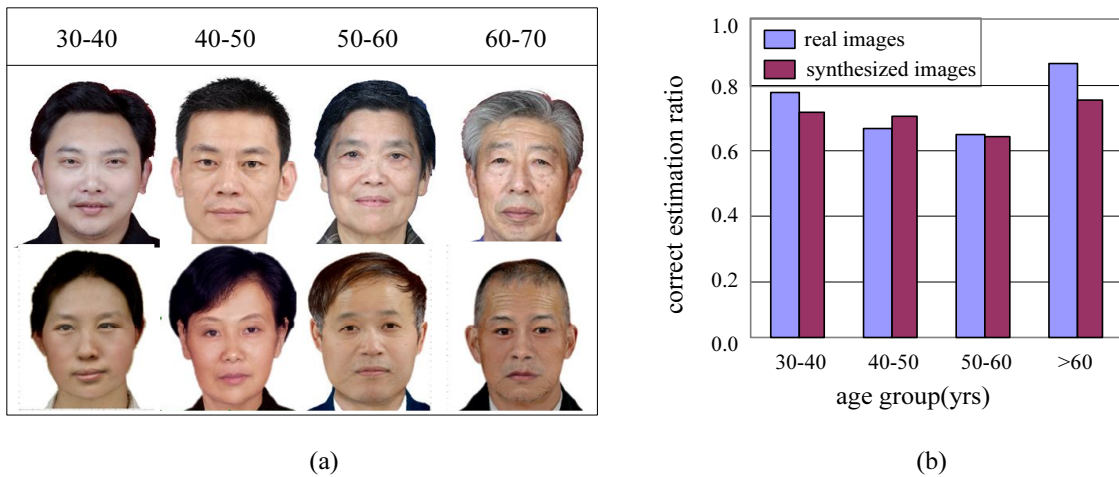 30-40 40-50 50-60 60-70
(a)
1.0
0.8
0.6
0.4
0.2
0.0
correct estimation ratio
real images
synthesized images
30-40 40-50 50-60 >60
age group(yrs)
(b)